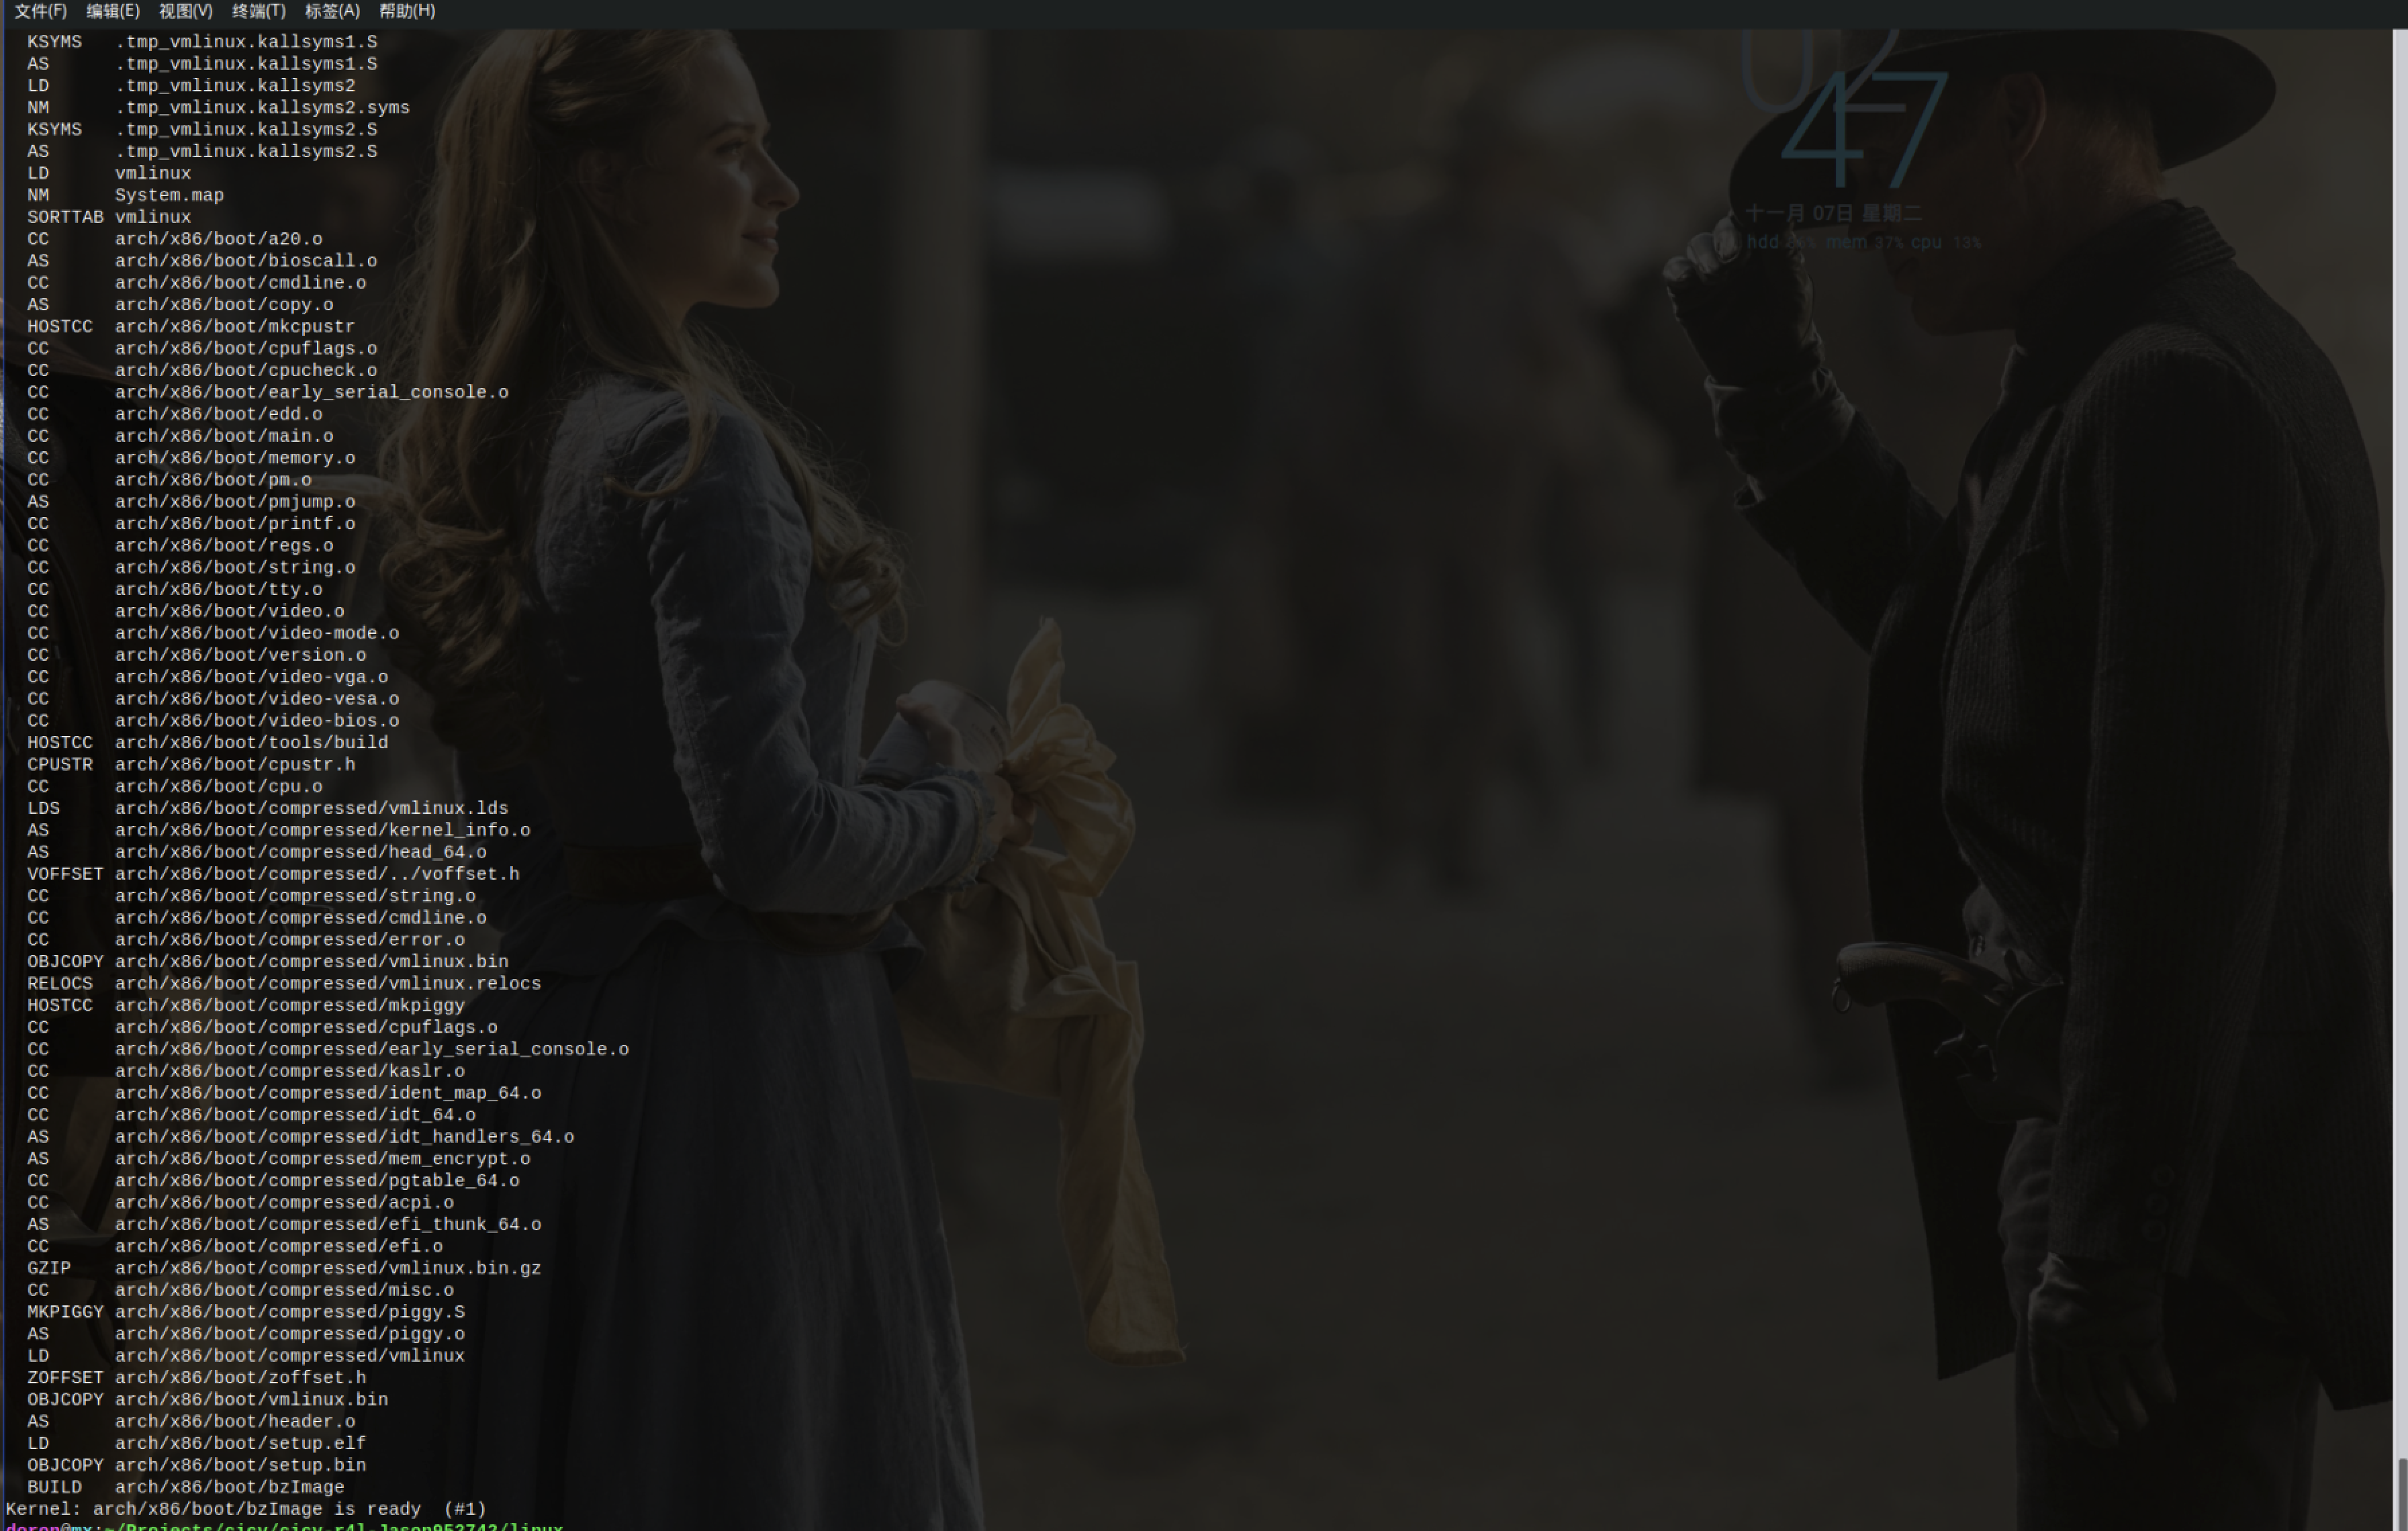 文件(F) 编辑(E) 视图(V) 终端(T) 标签(A) 帮助(H)
KSYMS .tmp_vmlinux.kallsyms1.S
AS .tmp_vmlinux.kallsyms1.S
LD .tmp_vmlinux.kallsyms2
NM .tmp_vmlinux.kallsyms2.syms
KSYMS .tmp_vmlinux.kallsyms2.S
AS .tmp_vmlinux.kallsyms2.S
LD vmlinux
NM System.map
SORTTAB vmlinux
CC arch/x86/boot/a20.o
AS arch/x86/boot/bioscall.o
CC arch/x86/boot/cmdline.o
AS arch/x86/boot/copy.o
HOSTCC arch/x86/boot/mkcpustr
CC arch/x86/boot/cpuflags.o
CC arch/x86/boot/cpucheck.o
CC arch/x86/boot/early_serial_console.o
CC arch/x86/boot/edd.o
CC arch/x86/boot/main.o
CC arch/x86/boot/memory.o
CC arch/x86/boot/pm.o
AS arch/x86/boot/pmjump.o
CC arch/x86/boot/printf.o
CC arch/x86/boot/regs.o
CC arch/x86/boot/string.o
CC arch/x86/boot/tty.o
CC arch/x86/boot/video.o
CC arch/x86/boot/video-mode.o
CC arch/x86/boot/version.o
CC arch/x86/boot/video-vga.o
CC arch/x86/boot/video-vesa.o
CC arch/x86/boot/video-bios.o
HOSTCC arch/x86/boot/tools/build
CPUSTR arch/x86/boot/cpustr.h
CC arch/x86/boot/cpu.o
LDS arch/x86/boot/compressed/vmlinux.lds
AS arch/x86/boot/compressed/kernel_info.o
AS arch/x86/boot/compressed/head_64.o
VOFFSET arch/x86/boot/compressed/../voffset.h
CC arch/x86/boot/compressed/string.o
CC arch/x86/boot/compressed/cmdline.o
CC arch/x86/boot/compressed/error.o
OBJCOPY arch/x86/boot/compressed/vmlinux.bin
RELOCS arch/x86/boot/compressed/vmlinux.relocs
HOSTCC arch/x86/boot/compressed/mkpiggy
CC arch/x86/boot/compressed/cpuflags.o
CC arch/x86/boot/compressed/early_serial_console.o
CC arch/x86/boot/compressed/kaslr.o
CC arch/x86/boot/compressed/ident_map_64.o
CC arch/x86/boot/compressed/idt_64.o
AS arch/x86/boot/compressed/idt_handlers_64.o
AS arch/x86/boot/compressed/mem_encrypt.o
CC arch/x86/boot/compressed/pgtable_64.o
CC arch/x86/boot/compressed/acpi.o
AS arch/x86/boot/compressed/efi_thunk_64.o
CC arch/x86/boot/compressed/efi.o
GZIP arch/x86/boot/compressed/vmlinux.bin.gz
CC arch/x86/boot/compressed/misc.o
MKPIGGY arch/x86/boot/compressed/piggy.S
AS arch/x86/boot/compressed/piggy.o
LD arch/x86/boot/compressed/vmlinux
ZOFFSET arch/x86/boot/zoffset.h
OBJCOPY arch/x86/boot/vmlinux.bin
AS arch/x86/boot/header.o
LD arch/x86/boot/setup.elf
OBJCOPY arch/x86/boot/setup.bin
BUILD arch/x86/boot/bzImage
Kernel: arch/x86/boot/bzImage is ready (#1)
02
47
十一月 07日 星期二
hdd mem 37% cpu 13%